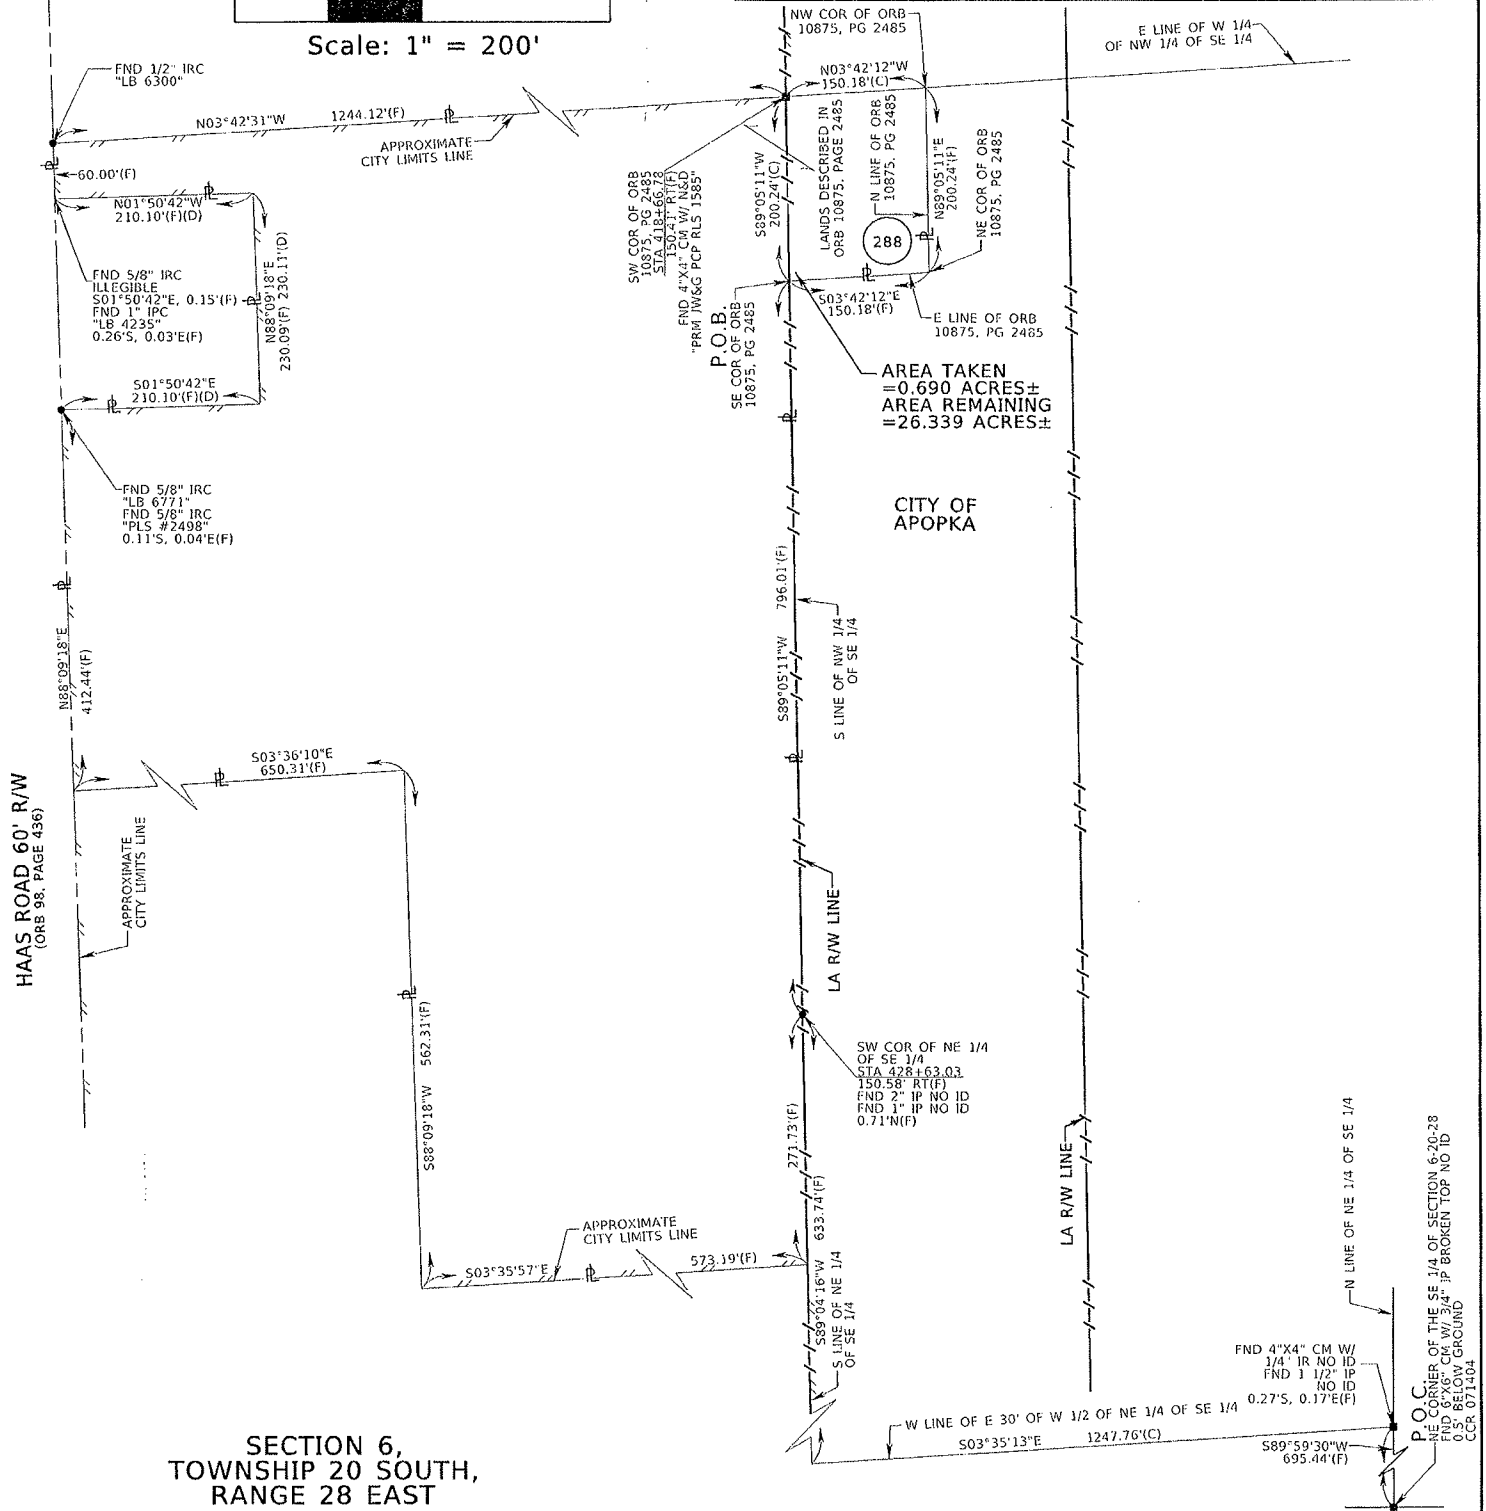 Scale: 1" = 200'
NW COR OF ORB
10875, PG 2485
E LINE OF W 1/4
OF NW 1/4 OF SE 1/4
FND 1/2" IRC
"LB 6300"
N03°42'31"W 1244.12'(F)
APPROXIMATE
CITY LIMITS LINE
N03°42'12"W
150.18'(C)
60.00'(F)
N01°50'42"W
210.10'(F)(D)
FND 5/8" IRC
ILLEGIBLE
S01°50'42"E, 0.15'(F)
FND 1" IPC
"LB 4235"
0.26'S, 0.03'E(F)
N88°09'18"E
230.09'(F) 230.11'(D)
S01°50'42"E
210.10'(F)(D)
SW COR OF ORB
10875, PG 2485
STA 418+66.78
150.41' RT(F)
FND 4"X4" CM W/ N&D
"PRM JW&G PCP RLS 1585"
S89°05'11"W
200.24'(C)
LANDS DESCRIBED IN
ORB 10875, PAGE 2485
N LINE OF ORB
10875, PG 2485
N89°05'11"E
200.24'(F)
NE COR OF ORB
10875, PG 2485
288
S03°42'12"E
150.18'(F)
E LINE OF ORB
10875, PG 2485
P.O.B.
SE COR OF ORB
10875, PG 2485
AREA TAKEN
=0.690 ACRES±
AREA REMAINING
=26.339 ACRES±
FND 5/8" IRC
"LB 6771"
FND 5/8" IRC
"PLS #2498"
0.11'S, 0.04'E(F)
CITY OF
APOPKA
N88°09'18"E
412.44'(F)
S89°05'11"W 796.01'(F)
S LINE OF NW 1/4
OF SE 1/4
S03°36'10"E
650.31'(F)
HAAS ROAD 60' R/W
(ORB 98, PAGE 436)
APPROXIMATE
CITY LIMITS LINE
LA R/W LINE
S88°09'18"W 562.31'(F)
SW COR OF NE 1/4
OF SE 1/4
STA 428+63.03
150.58' RT(F)
FND 2" IP NO ID
FND 1" IP NO ID
0.71'N(F)
271.73'(F)
S89°04'16"W 633.74'(F)
S LINE OF NE 1/4
OF SE 1/4
APPROXIMATE
CITY LIMITS LINE
S03°35'57"E 573.19'(F)
LA R/W LINE
N LINE OF NE 1/4 OF SE 1/4
FND 4"X4" CM W/
1/4" IR NO ID
FND 1 1/2" IP
NO ID
0.27'S, 0.17'E(F)
W LINE OF E 30' OF W 1/2 OF NE 1/4 OF SE 1/4
S03°35'13"E 1247.76'(C)
S89°59'30"W
695.44'(F)
P.O.C.
NE CORNER OF THE SE 1/4 OF SECTION 6-20-28
FND 6"X6" CM W/ 3/4" IP BROKEN TOP NO ID
0.5' BELOW GROUND
CCR 071404
SECTION 6,
TOWNSHIP 20 SOUTH,
RANGE 28 EAST